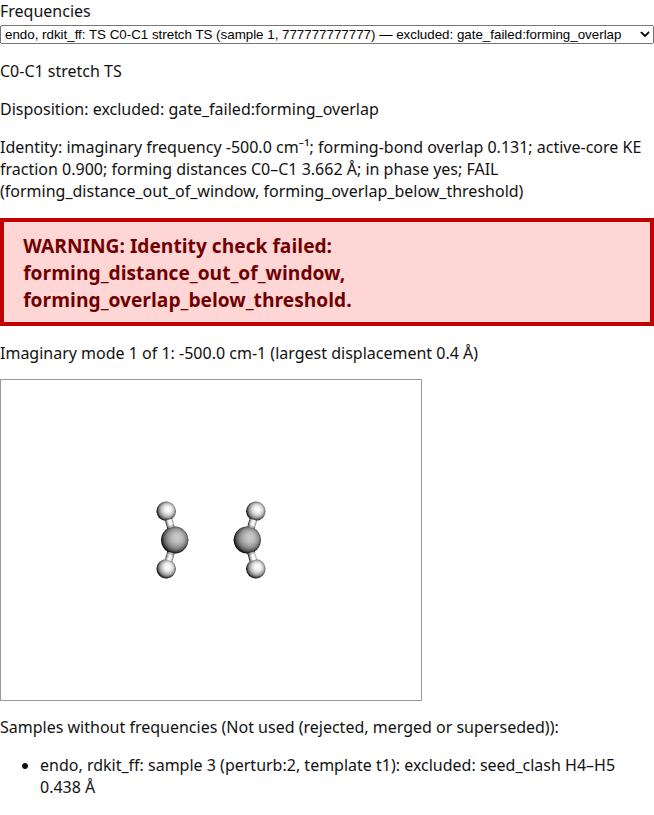 Frequencies
endo, rdkit_ff: TS C0-C1 stretch TS (sample 1, 777777777777) — excluded: gate_failed:forming_overlap
C0-C1 stretch TS
Disposition: excluded: gate_failed:forming_overlap
Identity: imaginary frequency -500.0 cm⁻¹; forming-bond overlap 0.131; active-core KE
fraction 0.900; forming distances C0–C1 3.662 Å; in phase yes; FAIL
(forming_distance_out_of_window, forming_overlap_below_threshold)
WARNING: Identity check failed:
forming_distance_out_of_window,
forming_overlap_below_threshold.
Imaginary mode 1 of 1: -500.0 cm-1 (largest displacement 0.4 Å)
Samples without frequencies (Not used (rejected, merged or superseded)):
• endo, rdkit_ff: sample 3 (perturb:2, template t1): excluded: seed_clash H4–H5
0.438 Å